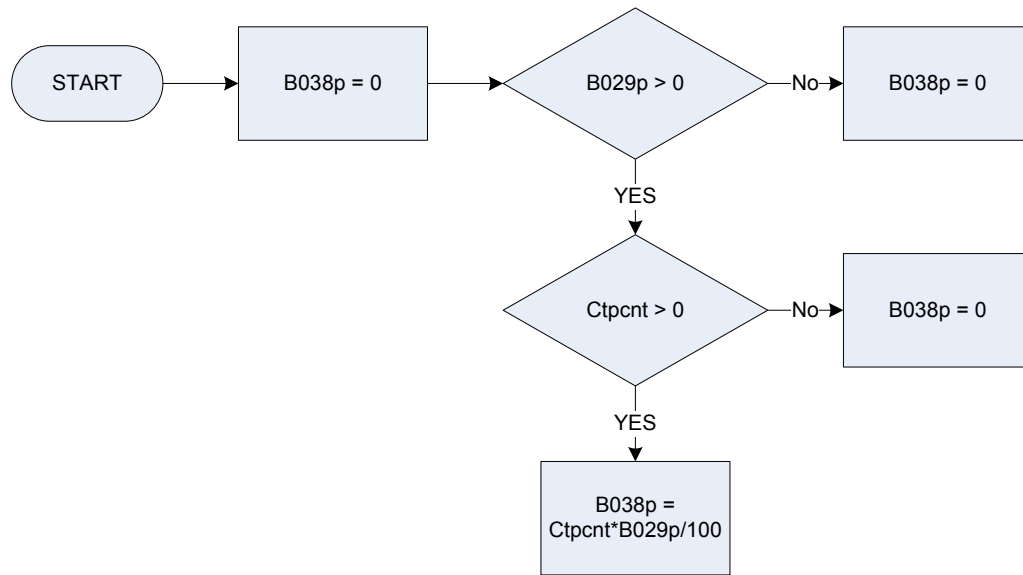 START
B038p = 0
B029p > 0
No
B038p = 0
YES
Ctpcnt > 0
No
B038p = 0
YES
B038p =
Ctpcnt*B029p/100